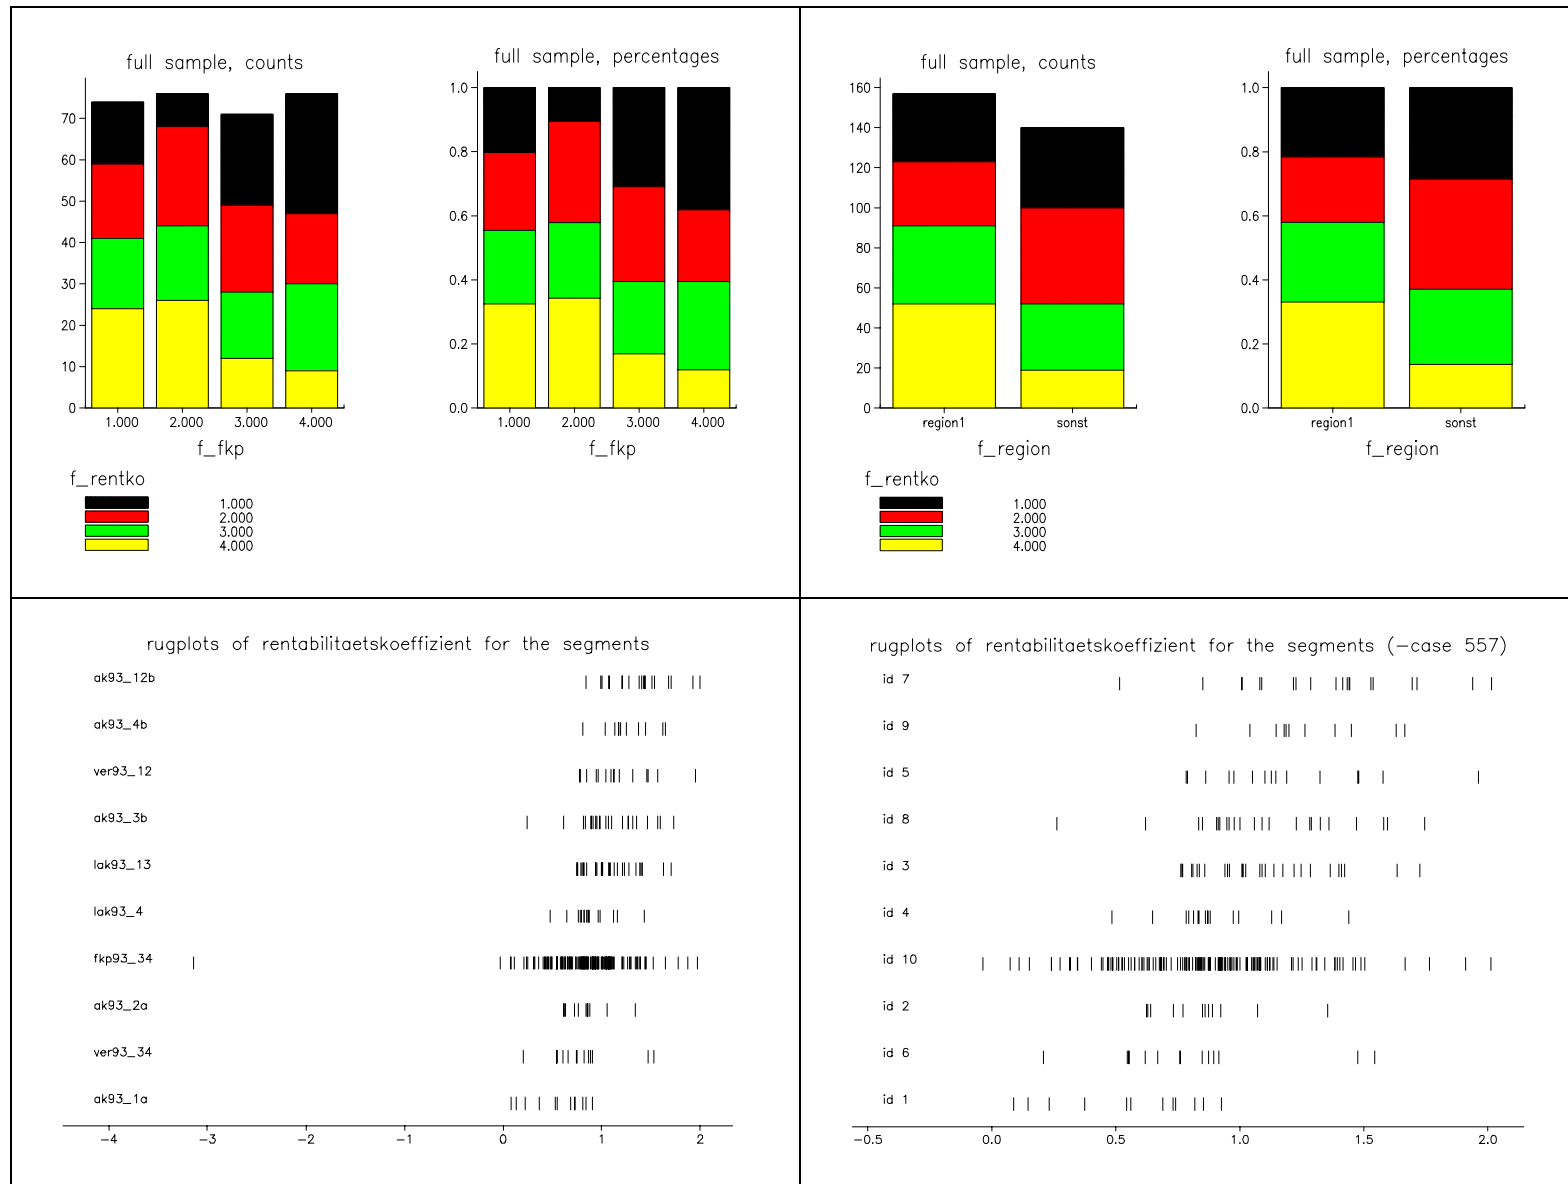 full sample, counts
full sample, percentages
70
60
50
40
30
20
10
0
1.000 2.000 3.000 4.000
f_fkp
1.0
0.8
0.6
0.4
0.2
0.0
1.000 2.000 3.000 4.000
f_fkp
f_rentko
1.000
2.000
3.000
4.000
full sample, counts
full sample, percentages
160
140
120
100
80
60
40
20
0
region1 sonst
f_region
1.0
0.8
0.6
0.4
0.2
0.0
region1 sonst
f_region
f_rentko
1.000
2.000
3.000
4.000
rugplots of rentabilitaetskoeffizient for the segments
ak93_12b
ak93_4b
ver93_12
ak93_3b
lak93_13
lak93_4
fkp93_34
ak93_2a
ver93_34
ak93_1a
−4 −3 −2 −1 0 1 2
rugplots of rentabilitaetskoeffizient for the segments (−case 557)
id 7
id 9
id 5
id 8
id 3
id 4
id 10
id 2
id 6
id 1
−0.5 0.0 0.5 1.0 1.5 2.0